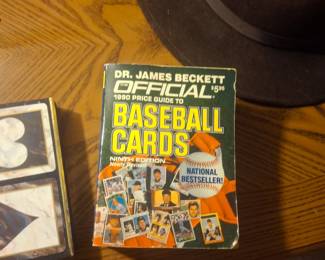 DR. JAMES BECKETT
OFFICIAL
$5.95
1990 PRICE GUIDE TO
BASEBALL
CARDS
NINTH EDITION
NATIONAL
BESTSELLER!